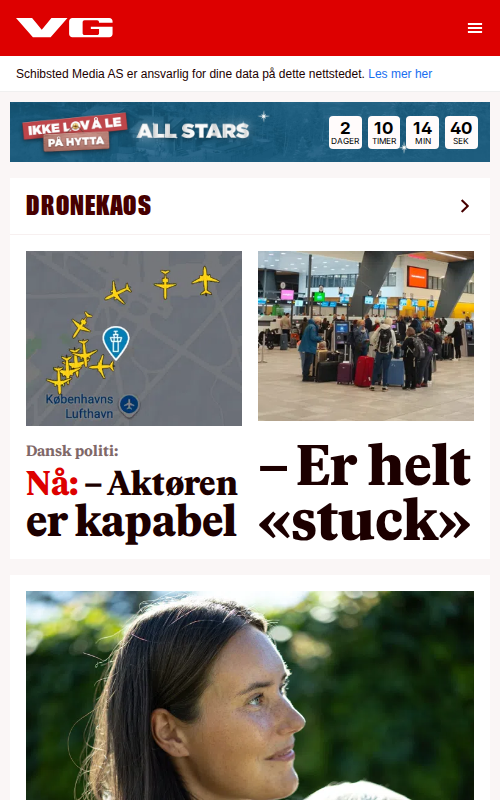 VG
Schibsted Media AS er ansvarlig for dine data på dette nettstedet. Les mer her
IKKE LOV Å LE
PÅ HYTTA
ALL STARS
2
DAGER
10
TIMER
14
MIN
40
SEK
DRONEKAOS
Københavns
Lufthavn
Dansk politi:
Nå: – Aktøren
er kapabel
– Er helt
«stuck»